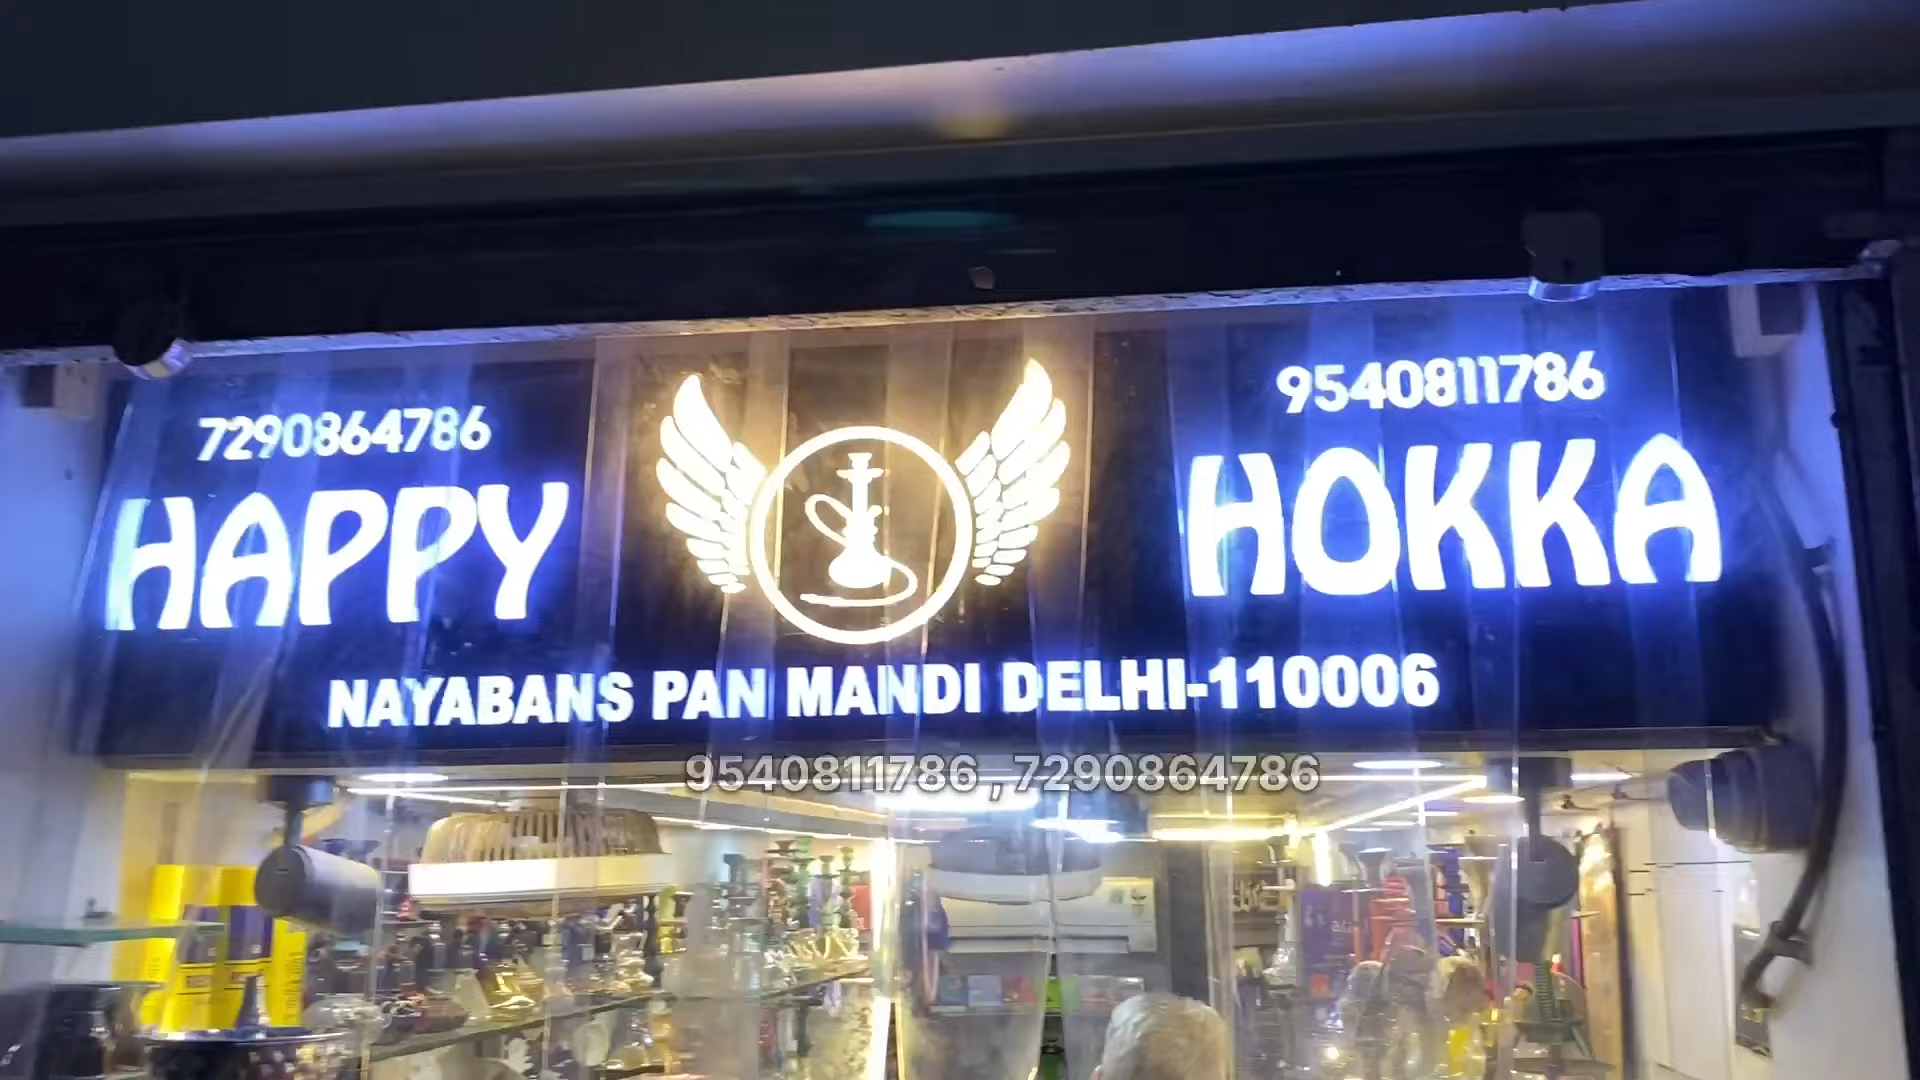 7290864786
9540811786
HAPPY HOKKA
NAYABANS PAN MANDI DELHI-110006
9540811786 ,7290864786